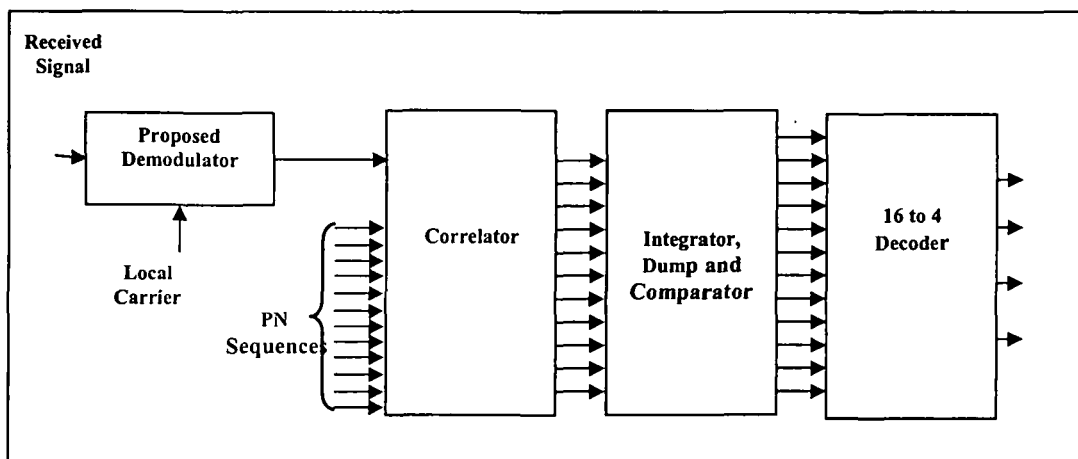 Received
Signal
Proposed
Demodulator
Local
Carrier
PN
Sequences
Correlator
Integrator,
Dump and
Comparator
16 to 4
Decoder